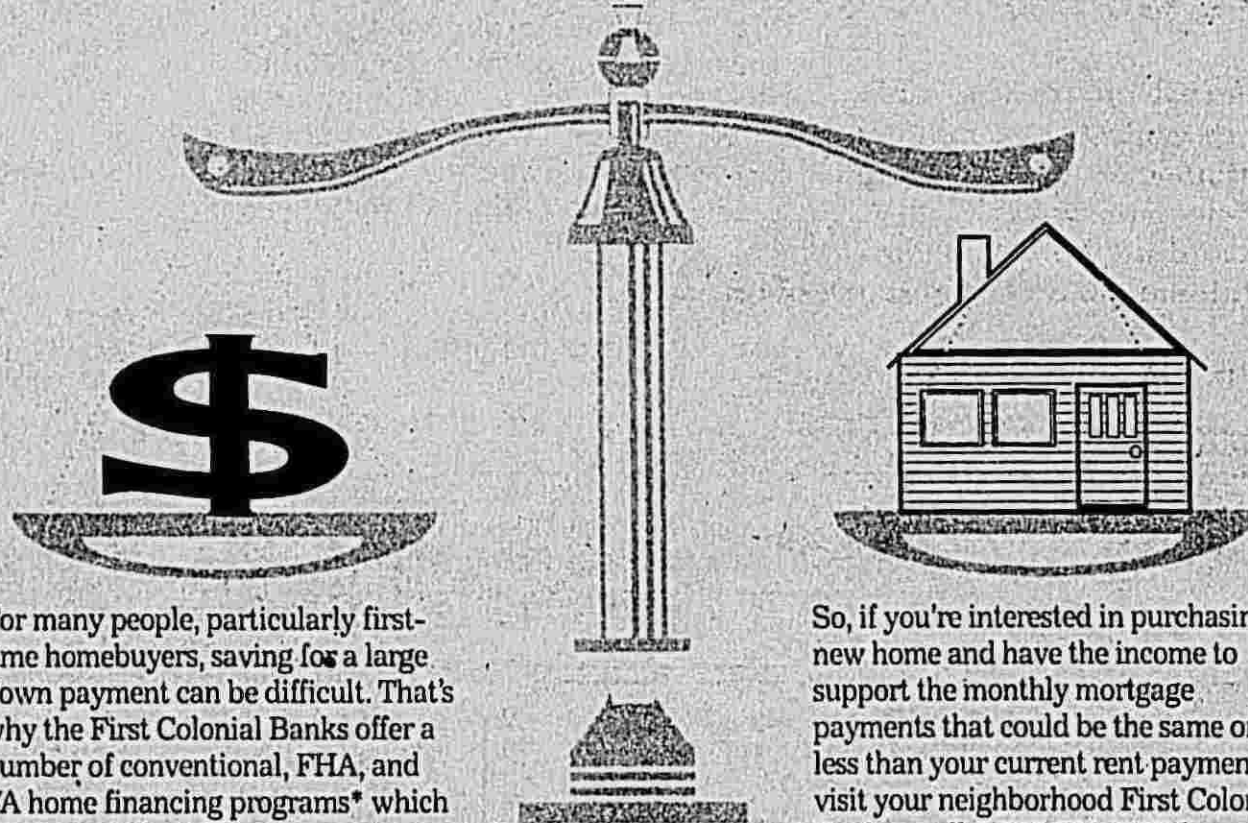 $
or many people, particularly first-
me homebuyers, saving for a large
own payment can be difficult. That's
hy the First Colonial Banks offer a
umber of conventional, FHA, and
A home financing programs* which
So, if you're interested in purchasin
new home and have the income to
support the monthly mortgage
payments that could be the same o
less than your current rent paymen
visit your neighborhood First Colon